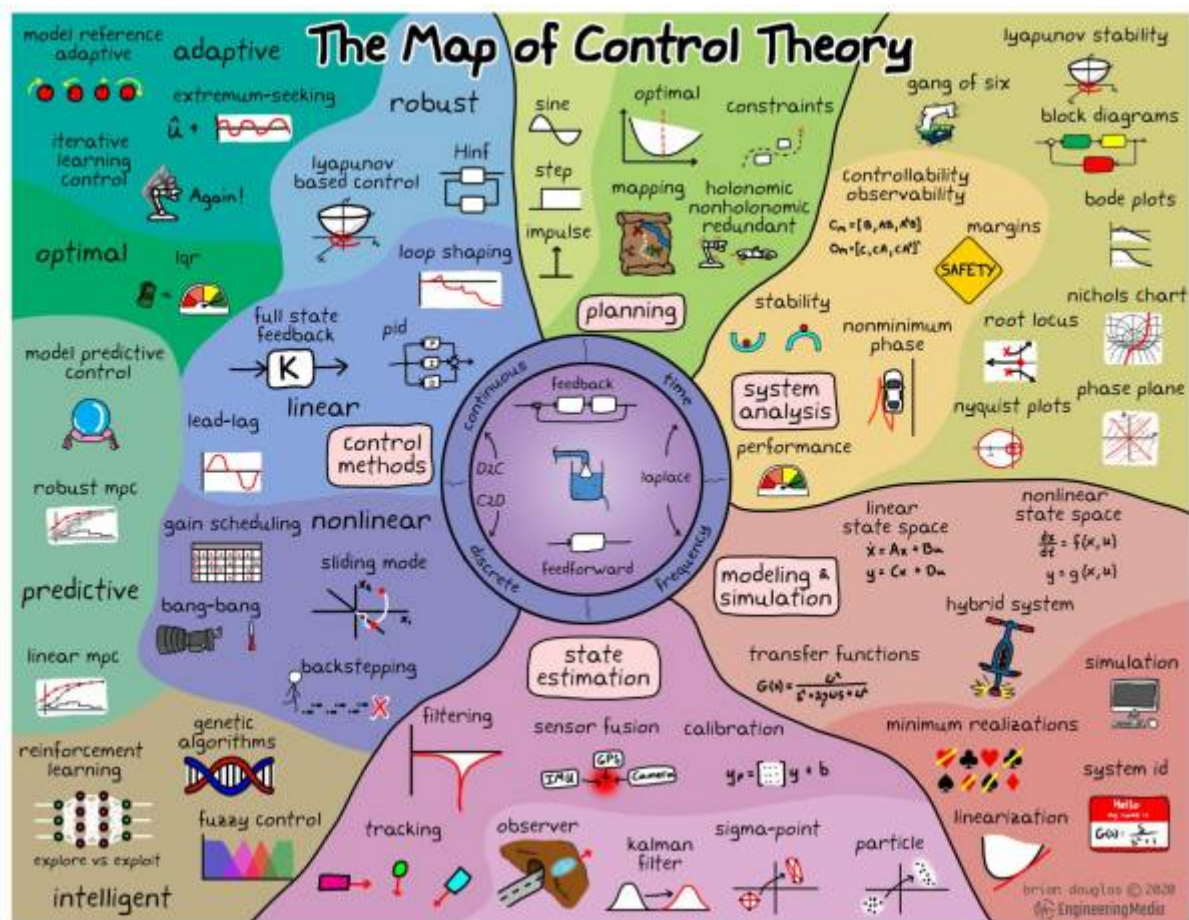 The Map of Control Theory
model reference
adaptive
adaptive
extremum-seeking
û +
iterative
learning
control
Again!
robust
lyapunov
based control
Hinf
optimal
lqr
loop shaping
full state
feedback
K
pid
linear
lead-lag
control
methods
model predictive
control
robust mpc
predictive
linear mpc
gain scheduling
nonlinear
sliding mode
bang-bang
backstepping
X
reinforcement
learning
explore vs exploit
genetic
algorithms
fuzzy control
intelligent
sine
step
impulse
optimal
constraints
mapping
holonomic
nonholonomic
redundant
planning
continuous
time
discrete
frequency
feedback
D2C
C2D
laplace
feedforward
lyapunov stability
gang of six
block diagrams
controllability
observability
margins
SAFETY
bode plots
stability
nonminimum
phase
root locus
nichols chart
system
analysis
nyquist plots
phase plane
performance
linear
state space
ẋ = Ax + Bu
y = Cx + Du
nonlinear
state space
dx/dt = f(x, u)
y = g(x, u)
modeling &
simulation
hybrid system
transfer functions
simulation
minimum realizations
system id
Hello
my name is
linearization
state
estimation
filtering
sensor fusion
IMU
GPS
Camera
calibration
tracking
observer
kalman
filter
sigma-point
particle
brian douglas © 2020
EngineeringMedia